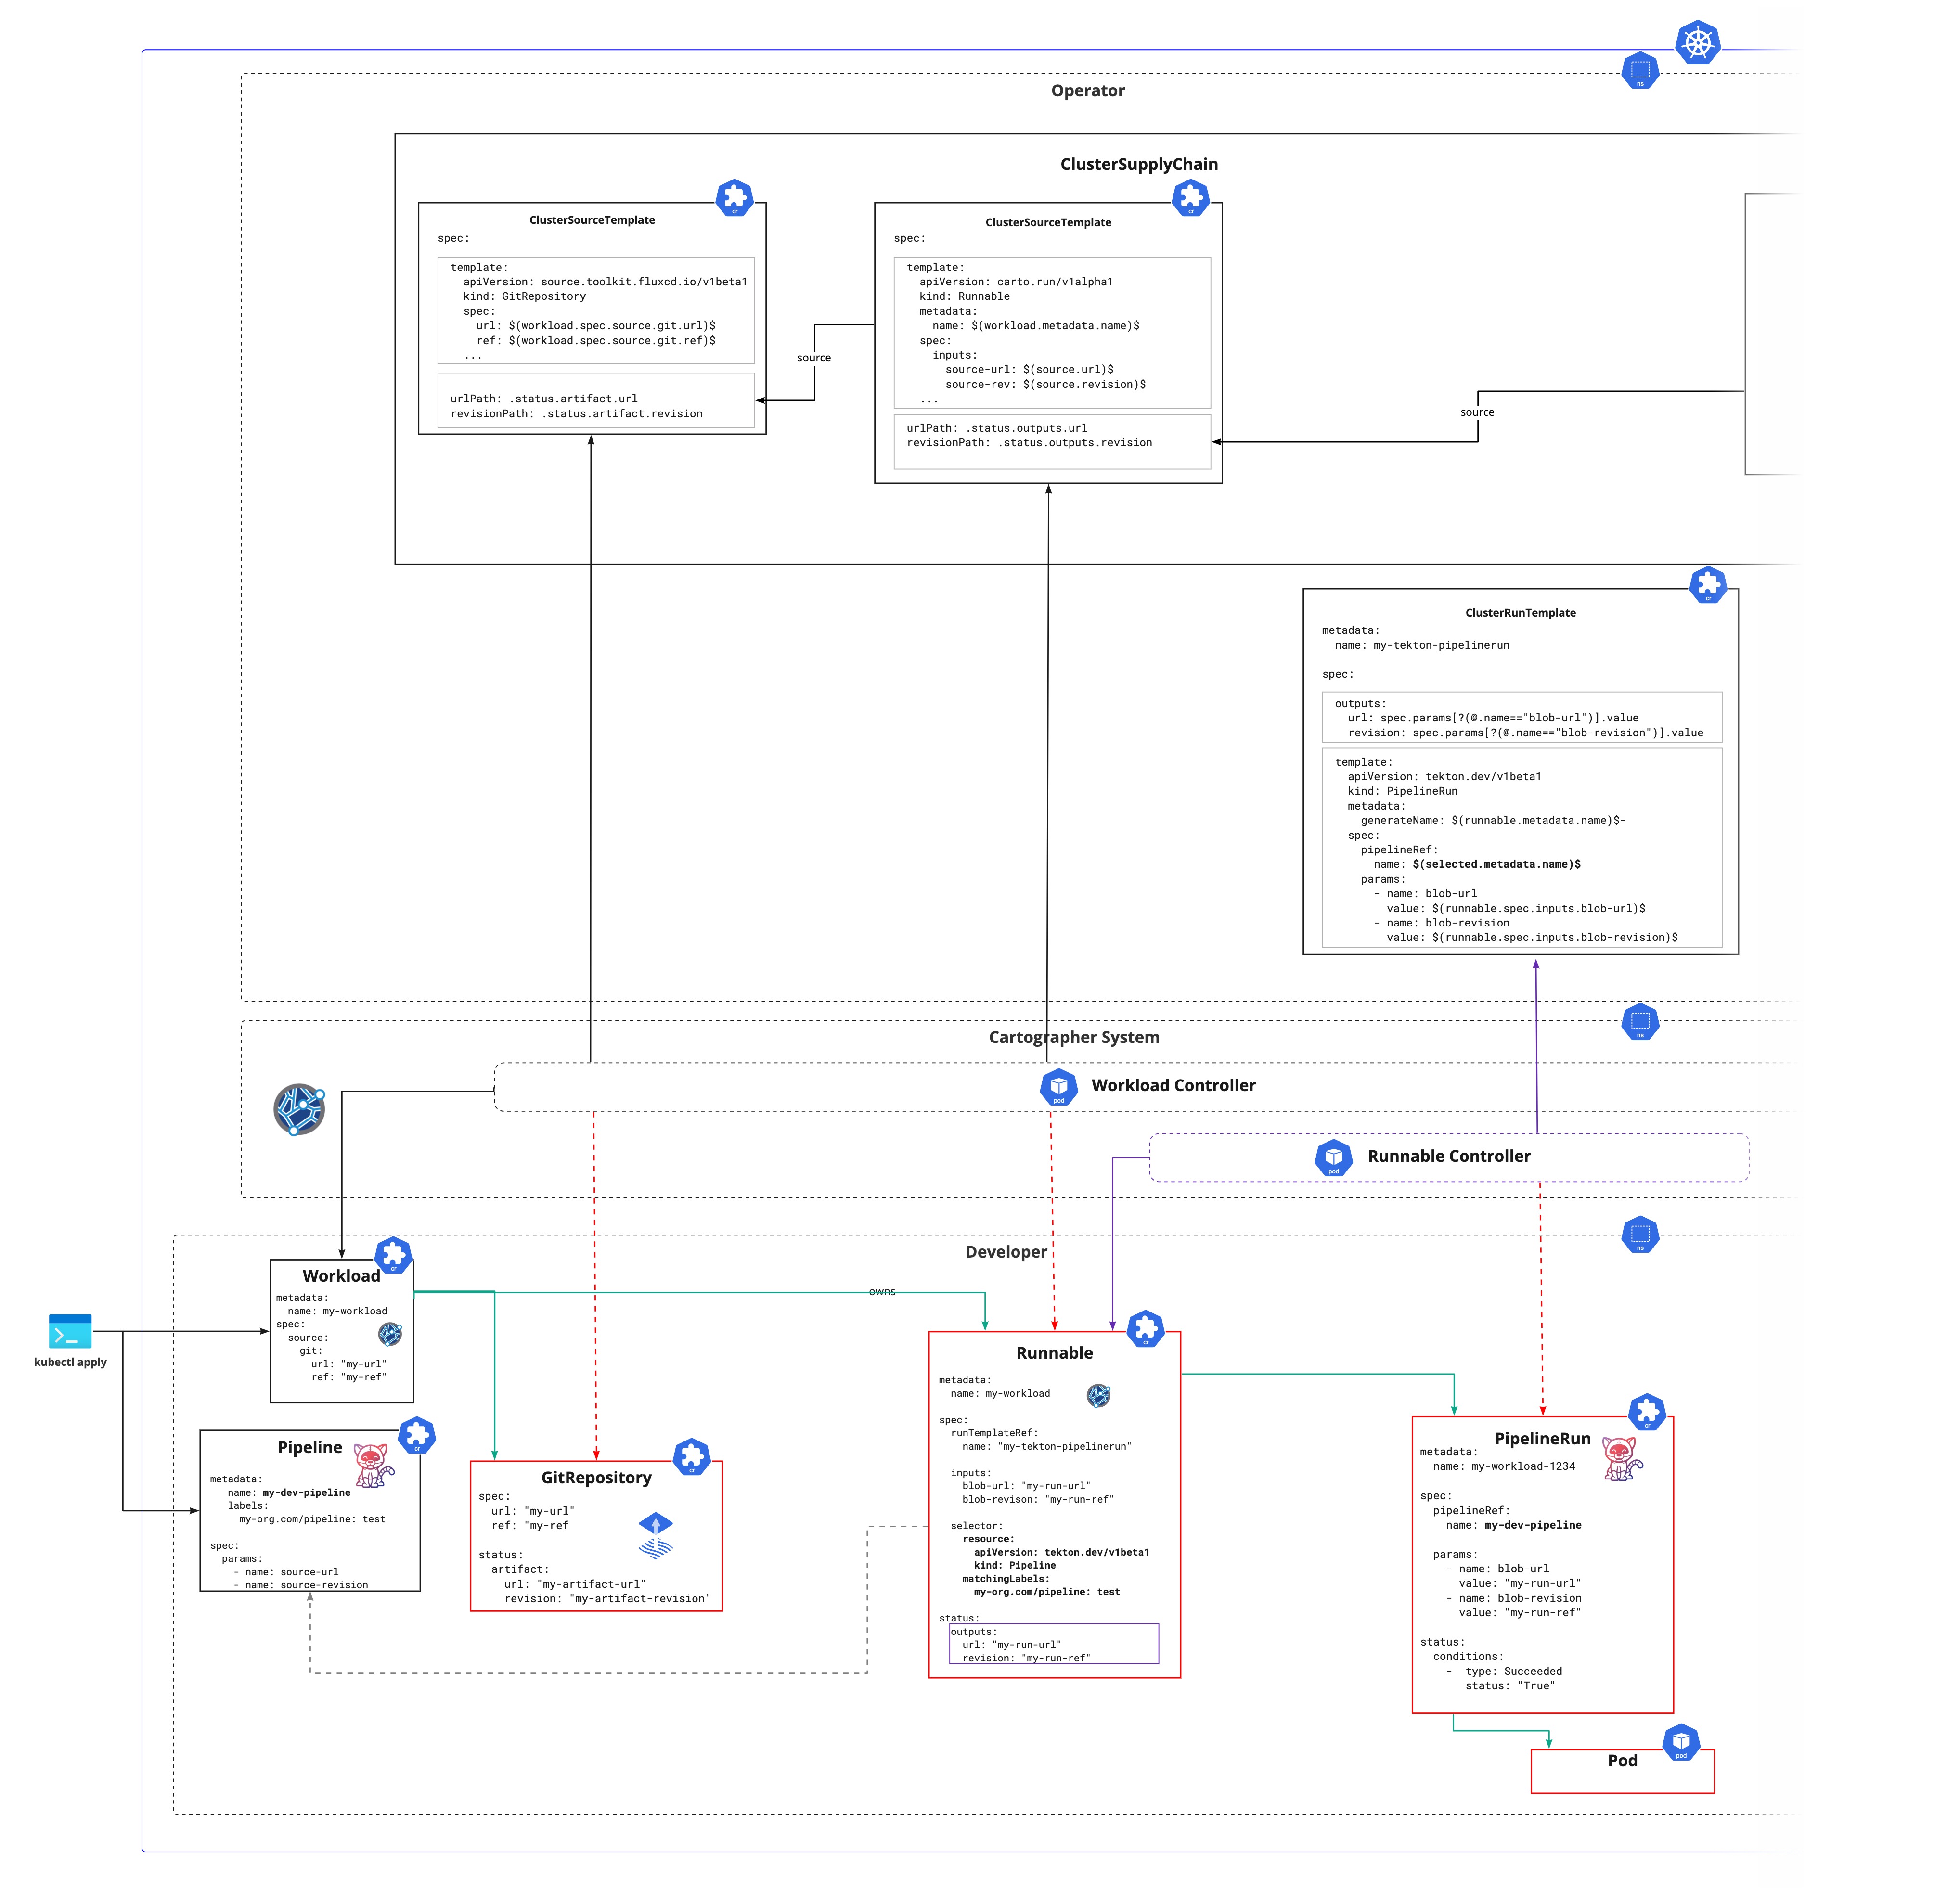 ns
Operator
ClusterSupplyChain
cr
ClusterSourceTemplate
spec:
template:
apiVersion: source.toolkit.fluxcd.io/v1beta1
kind: GitRepository
spec:
url: $(workload.spec.source.git.url)$
ref: $(workload.spec.source.git.ref)$
...
urlPath: .status.artifact.url
revisionPath: .status.artifact.revision
source
cr
ClusterSourceTemplate
spec:
template:
apiVersion: carto.run/v1alpha1
kind: Runnable
metadata:
name: $(workload.metadata.name)$
spec:
inputs:
source-url: $(source.url)$
source-rev: $(source.revision)$
...
urlPath: .status.outputs.url
revisionPath: .status.outputs.revision
source
cr
ClusterRunTemplate
metadata:
name: my-tekton-pipelinerun
spec:
outputs:
url: spec.params[?(@.name=="blob-url")].value
revision: spec.params[?(@.name=="blob-revision")].value
template:
apiVersion: tekton.dev/v1beta1
kind: PipelineRun
metadata:
generateName: $(runnable.metadata.name)$-
spec:
pipelineRef:
name: $(selected.metadata.name)$
params:
- name: blob-url
value: $(runnable.spec.inputs.blob-url)$
- name: blob-revision
value: $(runnable.spec.inputs.blob-revision)$
ns
Cartographer System
pod
Workload Controller
pod
Runnable Controller
ns
Developer
kubectl apply
cr
Workload
metadata:
name: my-workload
spec:
source:
git:
url: "my-url"
ref: "my-ref"
owns
cr
Pipeline
metadata:
name: my-dev-pipeline
labels:
my-org.com/pipeline: test
spec:
params:
- name: source-url
- name: source-revision
cr
GitRepository
spec:
url: "my-url"
ref: "my-ref
status:
artifact:
url: "my-artifact-url"
revision: "my-artifact-revision"
cr
Runnable
metadata:
name: my-workload
spec:
runTemplateRef:
name: "my-tekton-pipelinerun"
inputs:
blob-url: "my-run-url"
blob-revison: "my-run-ref"
selector:
resource:
apiVersion: tekton.dev/v1beta1
kind: Pipeline
matchingLabels:
my-org.com/pipeline: test
status:
outputs:
url: "my-run-url"
revision: "my-run-ref"
cr
PipelineRun
metadata:
name: my-workload-1234
spec:
pipelineRef:
name: my-dev-pipeline
params:
- name: blob-url
value: "my-run-url"
- name: blob-revision
value: "my-run-ref"
status:
conditions:
- type: Succeeded
status: "True"
pod
Pod